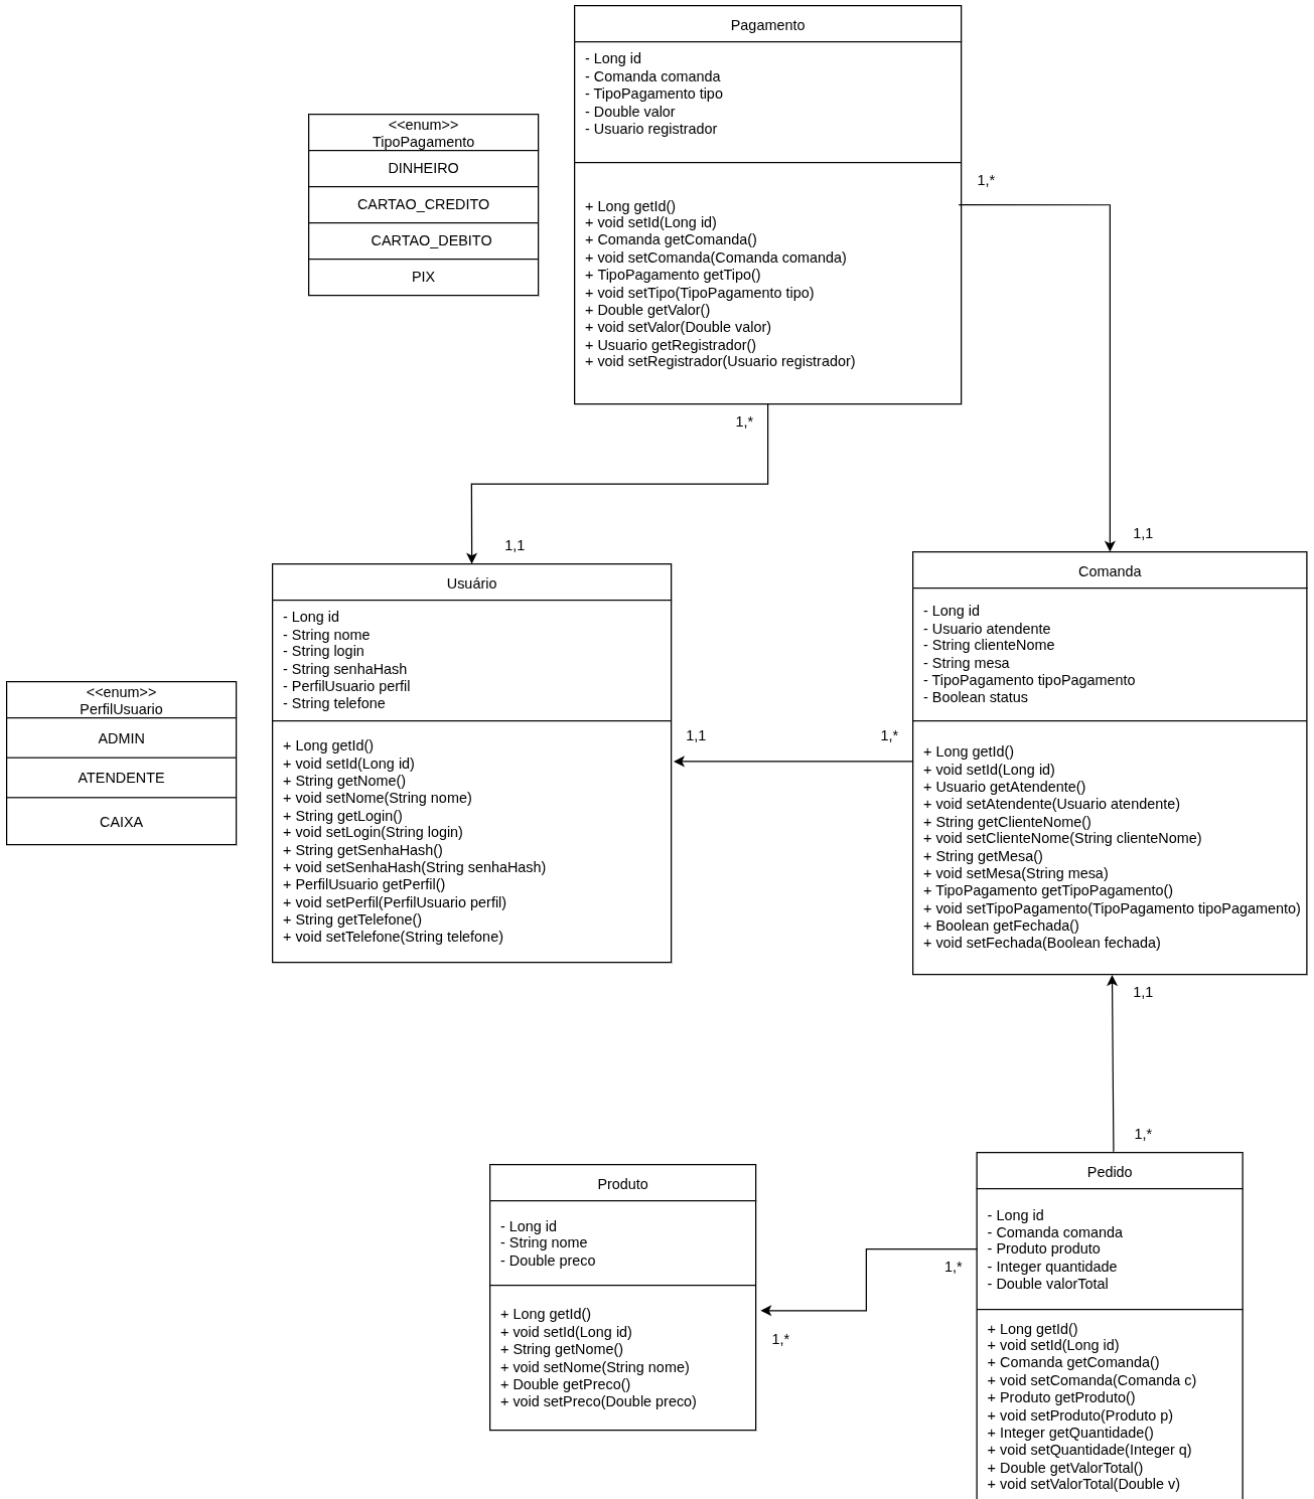 Pagamento
- Long id
- Comanda comanda
- TipoPagamento tipo
- Double valor
- Usuario registrador
+ Long getId()
+ void setId(Long id)
+ Comanda getComanda()
+ void setComanda(Comanda comanda)
+ TipoPagamento getTipo()
+ void setTipo(TipoPagamento tipo)
+ Double getValor()
+ void setValor(Double valor)
+ Usuario getRegistrador()
+ void setRegistrador(Usuario registrador)
<<enum>>
TipoPagamento
DINHEIRO
CARTAO_CREDITO
CARTAO_DEBITO
PIX
1,*
1,*
1,1
1,1
Usuário
- Long id
- String nome
- String login
- String senhaHash
- PerfilUsuario perfil
- String telefone
+ Long getId()
+ void setId(Long id)
+ String getNome()
+ void setNome(String nome)
+ String getLogin()
+ void setLogin(String login)
+ String getSenhaHash()
+ void setSenhaHash(String senhaHash)
+ PerfilUsuario getPerfil()
+ void setPerfil(PerfilUsuario perfil)
+ String getTelefone()
+ void setTelefone(String telefone)
<<enum>>
PerfilUsuario
ADMIN
ATENDENTE
CAIXA
1,1
1,*
Comanda
- Long id
- Usuario atendente
- String clienteNome
- String mesa
- TipoPagamento tipoPagamento
- Boolean status
+ Long getId()
+ void setId(Long id)
+ Usuario getAtendente()
+ void setAtendente(Usuario atendente)
+ String getClienteNome()
+ void setClienteNome(String clienteNome)
+ String getMesa()
+ void setMesa(String mesa)
+ TipoPagamento getTipoPagamento()
+ void setTipoPagamento(TipoPagamento tipoPagamento)
+ Boolean getFechada()
+ void setFechada(Boolean fechada)
1,1
1,*
Produto
- Long id
- String nome
- Double preco
+ Long getId()
+ void setId(Long id)
+ String getNome()
+ void setNome(String nome)
+ Double getPreco()
+ void setPreco(Double preco)
1,*
1,*
Pedido
- Long id
- Comanda comanda
- Produto produto
- Integer quantidade
- Double valorTotal
+ Long getId()
+ void setId(Long id)
+ Comanda getComanda()
+ void setComanda(Comanda c)
+ Produto getProduto()
+ void setProduto(Produto p)
+ Integer getQuantidade()
+ void setQuantidade(Integer q)
+ Double getValorTotal()
+ void setValorTotal(Double v)